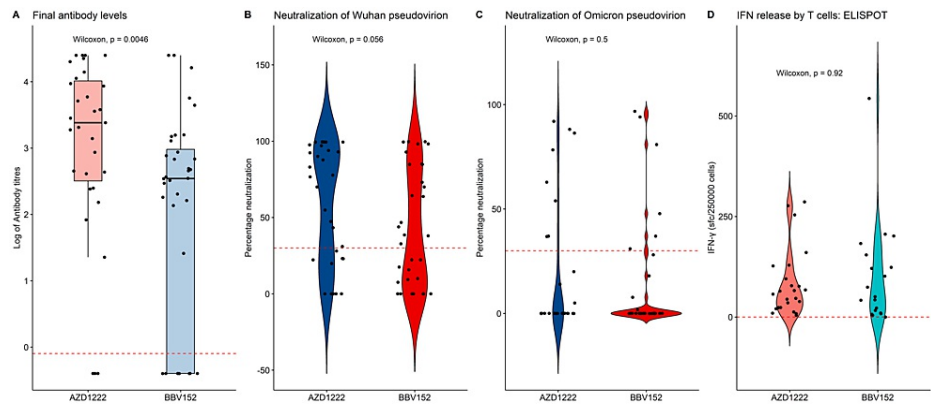 A Final antibody levels
Wilcoxon, p = 0.0046
Log of Antibody titres
4
3
2
1
0
AZD1222 BBV152
B Neutralization of Wuhan pseudovirion
Wilcoxon, p = 0.056
Percentage neutralization
150
100
50
0
-50
AZD1222 BBV152
C Neutralization of Omicron pseudovirion
Wilcoxon, p = 0.5
Percentage neutralization
100
50
0
AZD1222 BBV152
D IFN release by T cells: ELISPOT
Wilcoxon, p = 0.92
IFN-γ (sfc/250000 cells)
500
250
0
AZD1222 BBV152